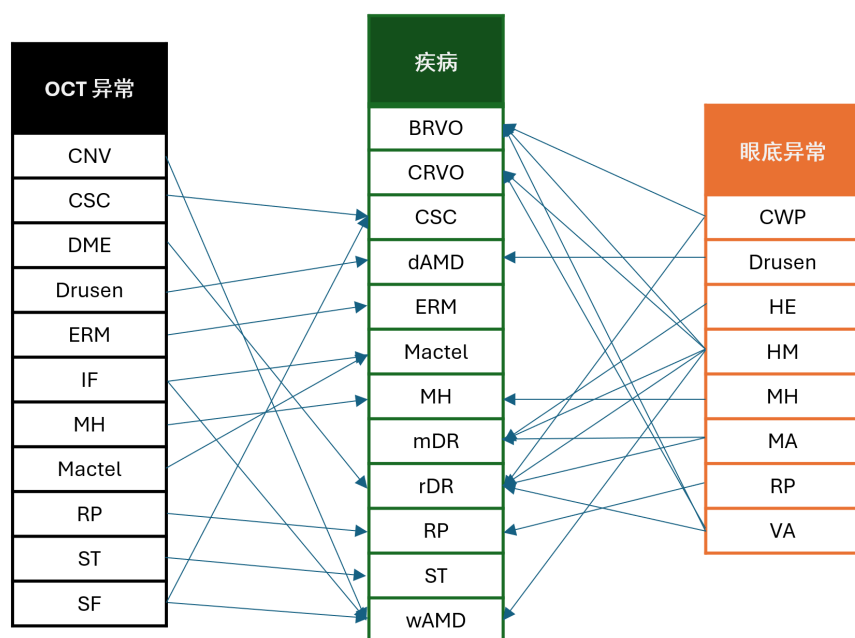 OCT 异常
CNV
CSC
DME
Drusen
ERM
IF
MH
Mactel
RP
ST
SF
疾病
BRVO
CRVO
CSC
dAMD
ERM
Mactel
MH
mDR
rDR
RP
ST
wAMD
眼底异常
CWP
Drusen
HE
HM
MH
MA
RP
VA